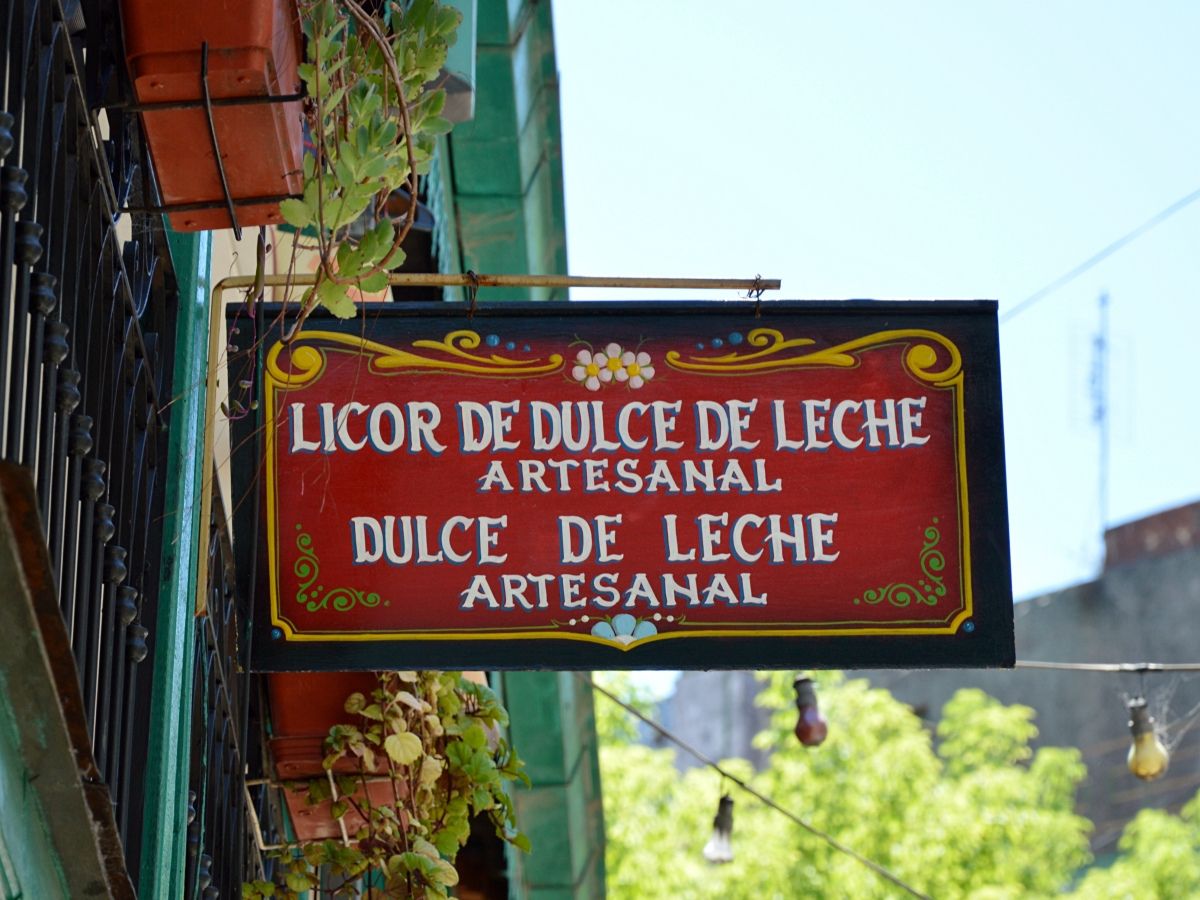 LICOR DE DULCE DE LECHE
ARTESANAL
DULCE DE LECHE
ARTESANAL